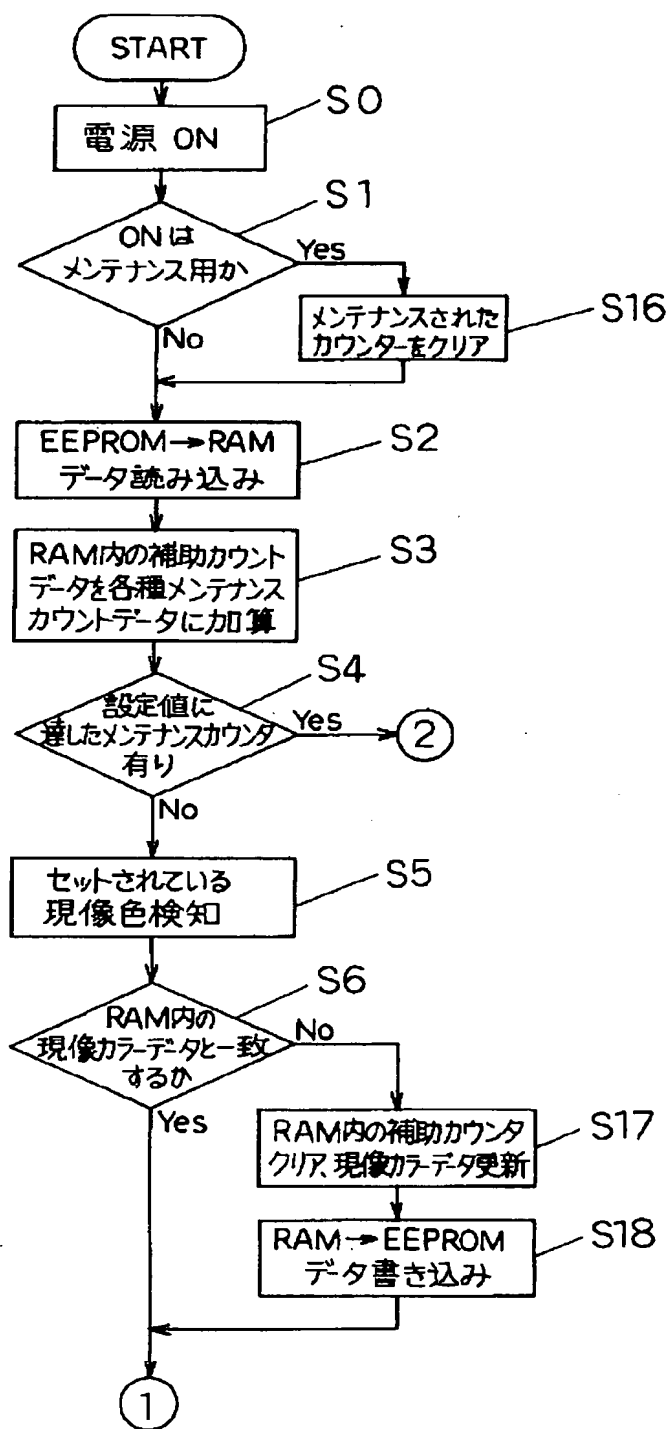 START
電源 ON
S0
ONは
メンテナンス用か
S1
Yes
No
メンテナンスされた
カウンターをクリア
S16
EEPROM→RAM
データ読み込み
S2
RAM内の補助カウント
データを各種メンテナンス
カウントデータに加算
S3
設定値に
達したメンテナンスカウンタ
有り
S4
Yes
2
No
セットされている
現像色検知
S5
RAM内の
現像カラーデータと一致
するか
S6
No
Yes
RAM内の補助カウンタ
クリア、現像カラーデータ更新
S17
RAM→EEPROM
データ書き込み
S18
1